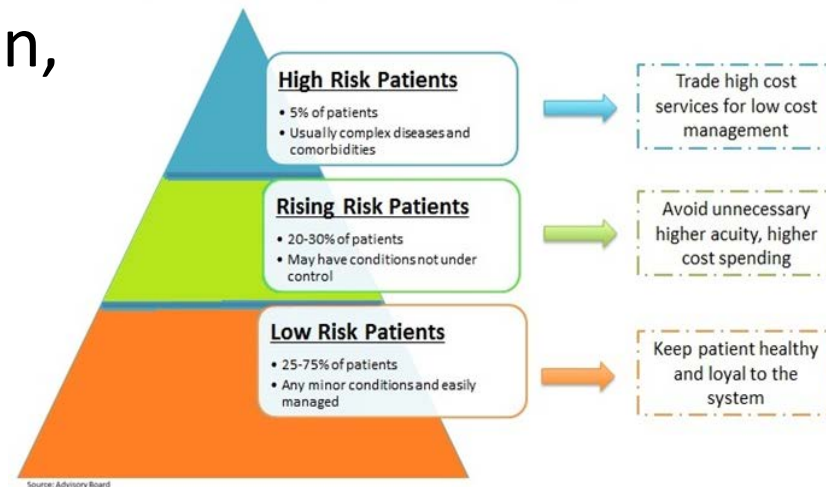 n,
High Risk Patients
• 5% of patients
• Usually complex diseases and
comorbidities
Trade high cost
services for low cost
management
Rising Risk Patients
• 20-30% of patients
• May have conditions not under
control
Avoid unnecessary
higher acuity, higher
cost spending
Low Risk Patients
• 25-75% of patients
• Any minor conditions and easily
managed
Keep patient healthy
and loyal to the
system
Source: Advisory Board